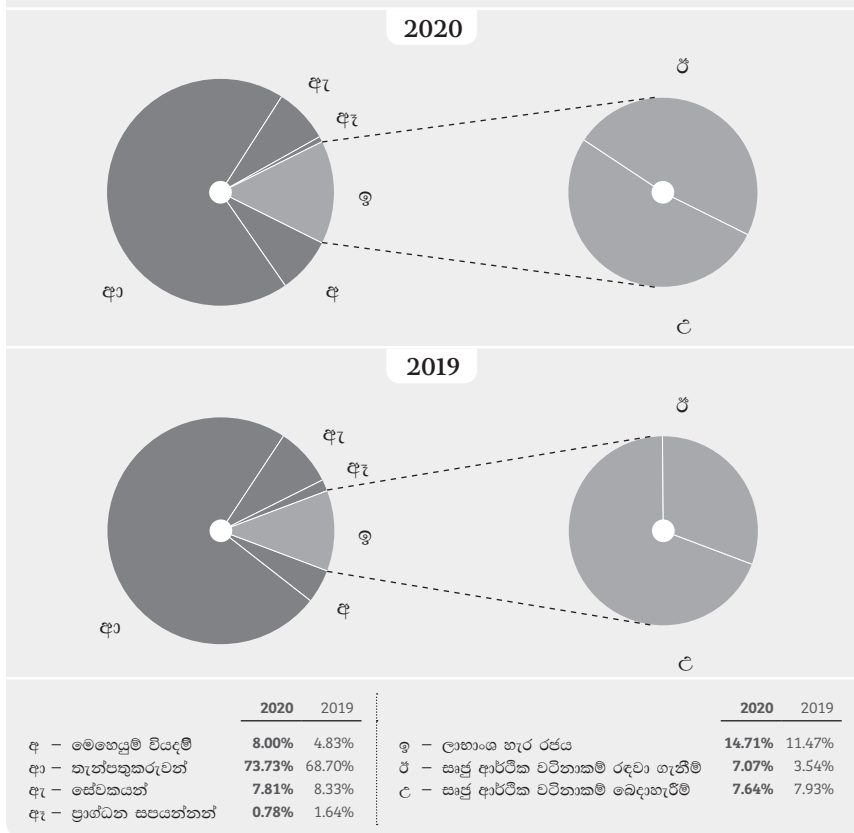 2020
ඇ
ඈ
ඉ
අ
ආ
ඊ
උ
2019
ඇ
ඈ
ඉ
අ
ආ
ඊ
උ
2020 2019
අ – මෙහෙයුම් වියදම් 8.00% 4.83%
ආ – තැන්පතුකරුවන් 73.73% 68.70%
ඇ – සේවකයන් 7.81% 8.33%
ඈ – ප්‍රාග්ධන සපයන්නන් 0.78% 1.64%
2020 2019
ඉ – ලාභාංශ හැර රජය 14.71% 11.47%
ඊ – සෘජු ආර්ථික වටිනාකම් රඳවා ගැනීම් 7.07% 3.54%
උ – සෘජු ආර්ථික වටිනාකම් බෙදාහැරීම් 7.64% 7.93%